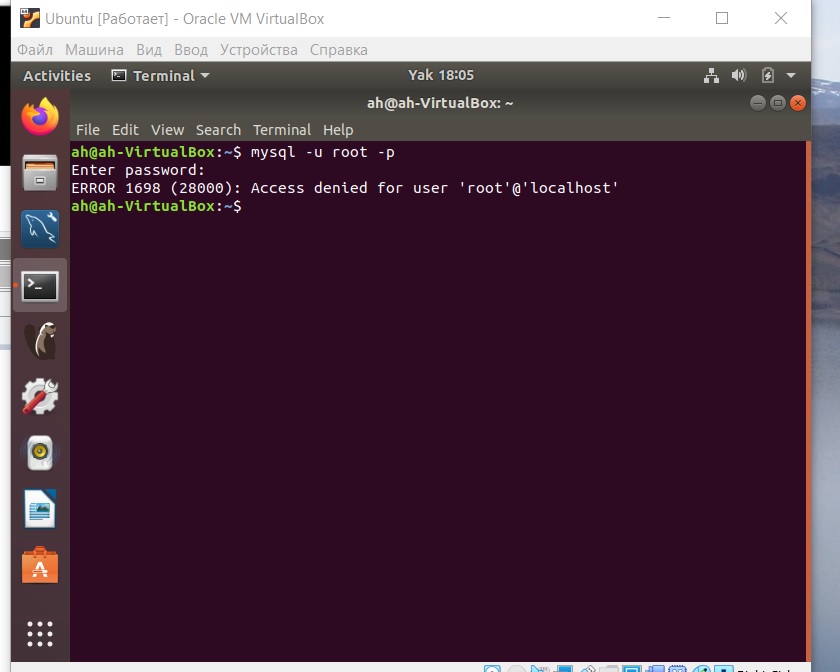 Ubuntu [Работает] - Oracle VM VirtualBox
Файл Машина Вид Ввод Устройства Справка
Activities Terminal Yak 18:05
ah@ah-VirtualBox: ~
File Edit View Search Terminal Help
ah@ah-VirtualBox:~$ mysql -u root -p
Enter password:
ERROR 1698 (28000): Access denied for user 'root'@'localhost'
ah@ah-VirtualBox:~$